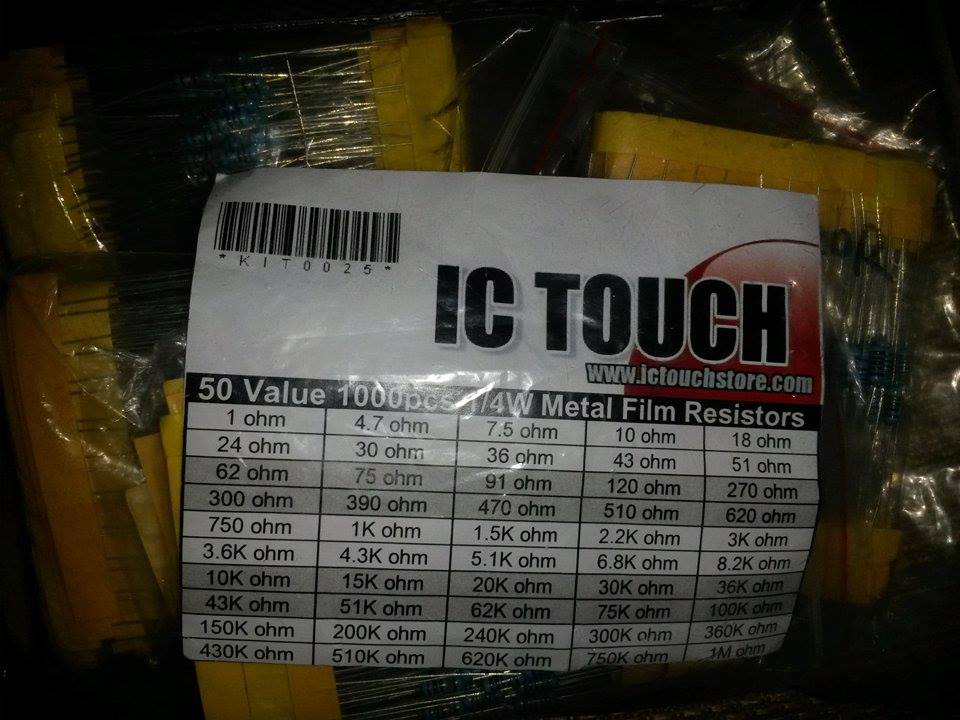 *KIT0025*
IC TOUCH
www.ictouchstore.com
50 Value 1000pcs 1/4W Metal Film Resistors
1 ohm 4.7 ohm 7.5 ohm 10 ohm 18 ohm
24 ohm 30 ohm 36 ohm 43 ohm 51 ohm
62 ohm 75 ohm 91 ohm 120 ohm 270 ohm
300 ohm 390 ohm 470 ohm 510 ohm 620 ohm
750 ohm 1K ohm 1.5K ohm 2.2K ohm 3K ohm
3.6K ohm 4.3K ohm 5.1K ohm 6.8K ohm 8.2K ohm
10K ohm 15K ohm 20K ohm 30K ohm 36K ohm
43K ohm 51K ohm 62K ohm 75K ohm 100K ohm
150K ohm 200K ohm 240K ohm 300K ohm 360K ohm
430K ohm 510K ohm 620K ohm 750K ohm 1M ohm